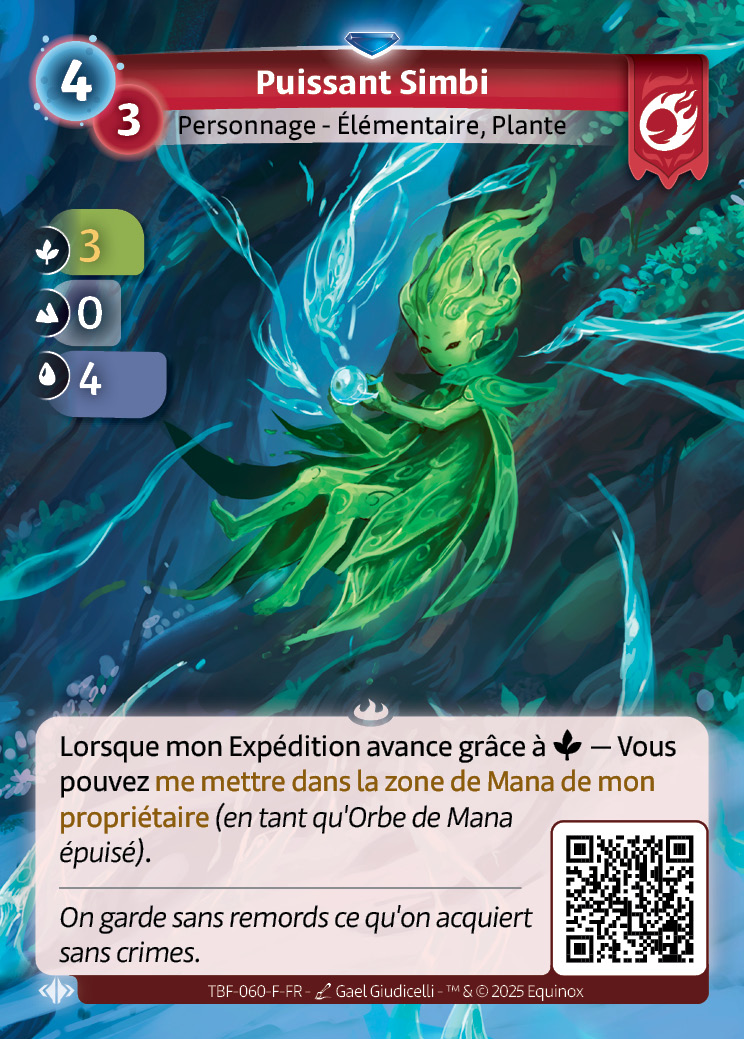 4
Puissant Simbi
3
Personnage - Élémentaire, Plante
3
0
4
Lorsque mon Expédition avance grâce à — Vous
pouvez me mettre dans la zone de Mana de mon
propriétaire (en tant qu'Orbe de Mana
épuisé).
On garde sans remords ce qu'on acquiert
sans crimes.
TBF-060-F-FR - Gael Giudicelli - ™ & © 2025 Equinox